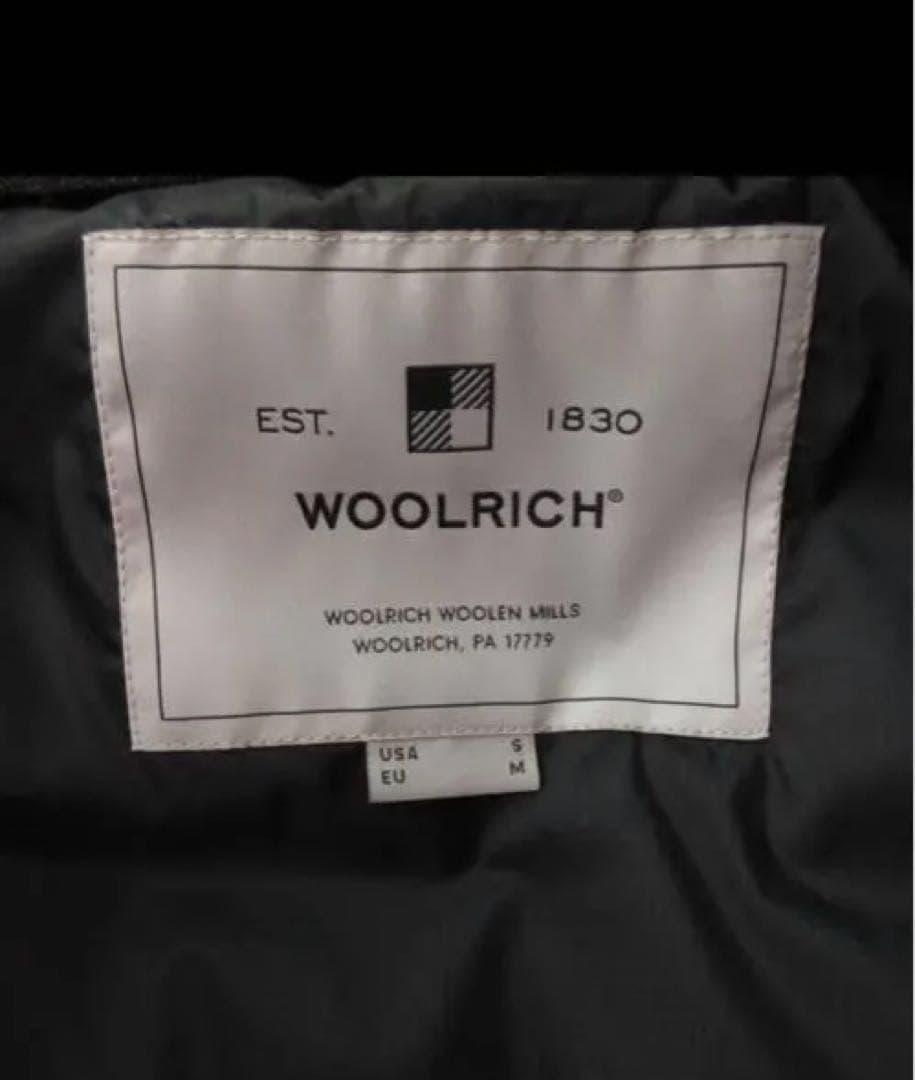 EST. 1830
WOOLRICH®
WOOLRICH WOOLEN MILLS
WOOLRICH, PA 17779
USA S
EU M